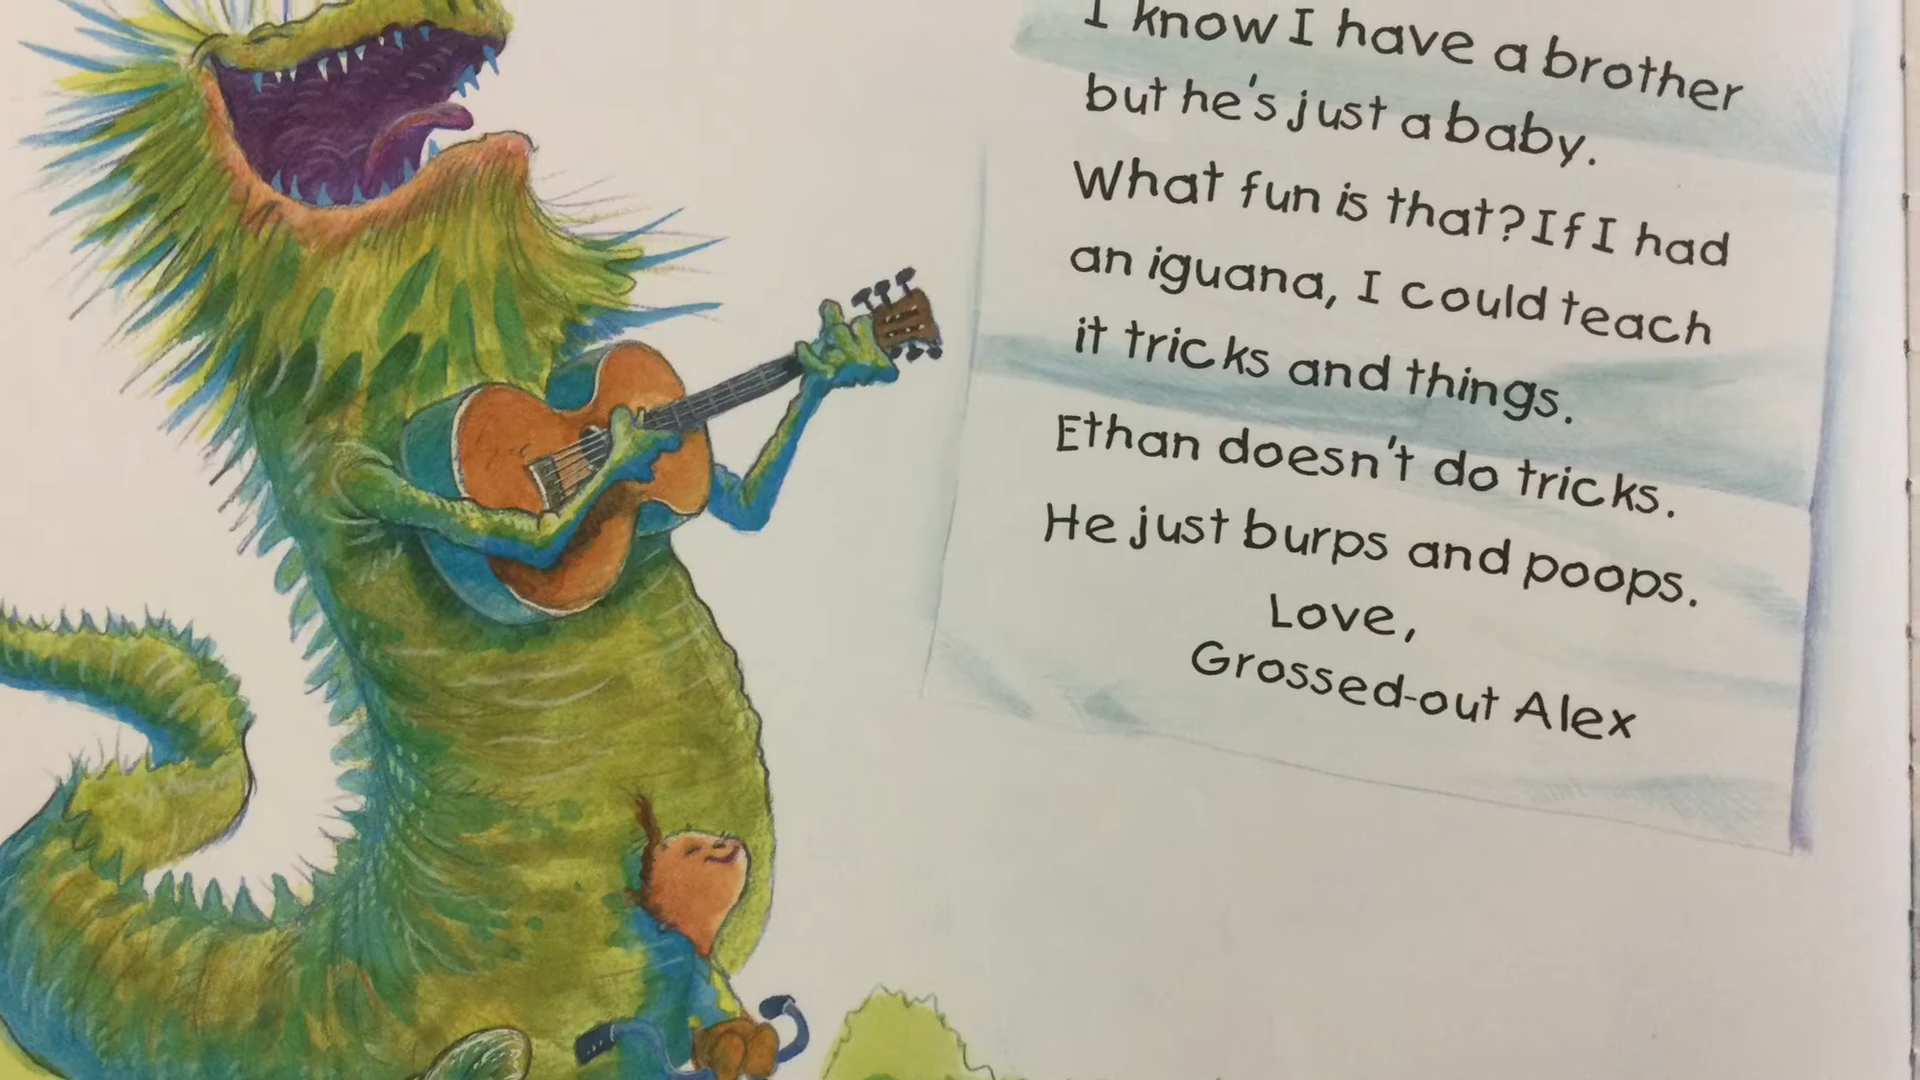 I know I have a brother
but he's just a baby.
What fun is that? If I had
an iguana, I could teach
it tricks and things.
Ethan doesn't do tricks.
He just burps and poops.
Love,
Grossed-out Alex